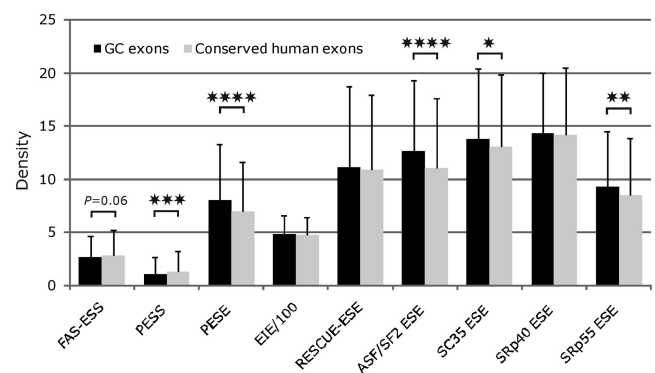 25
20
15
10
5
0
Density
GC exons
Conserved human exons
P=0.06
✷✷✷
✷✷✷✷
✷✷✷✷
✷
✷✷
FAS-ESS
PESS
PESE
EIE/100
RESCUE-ESE
ASF/SF2 ESE
SC35 ESE
SRp40 ESE
SRp55 ESE